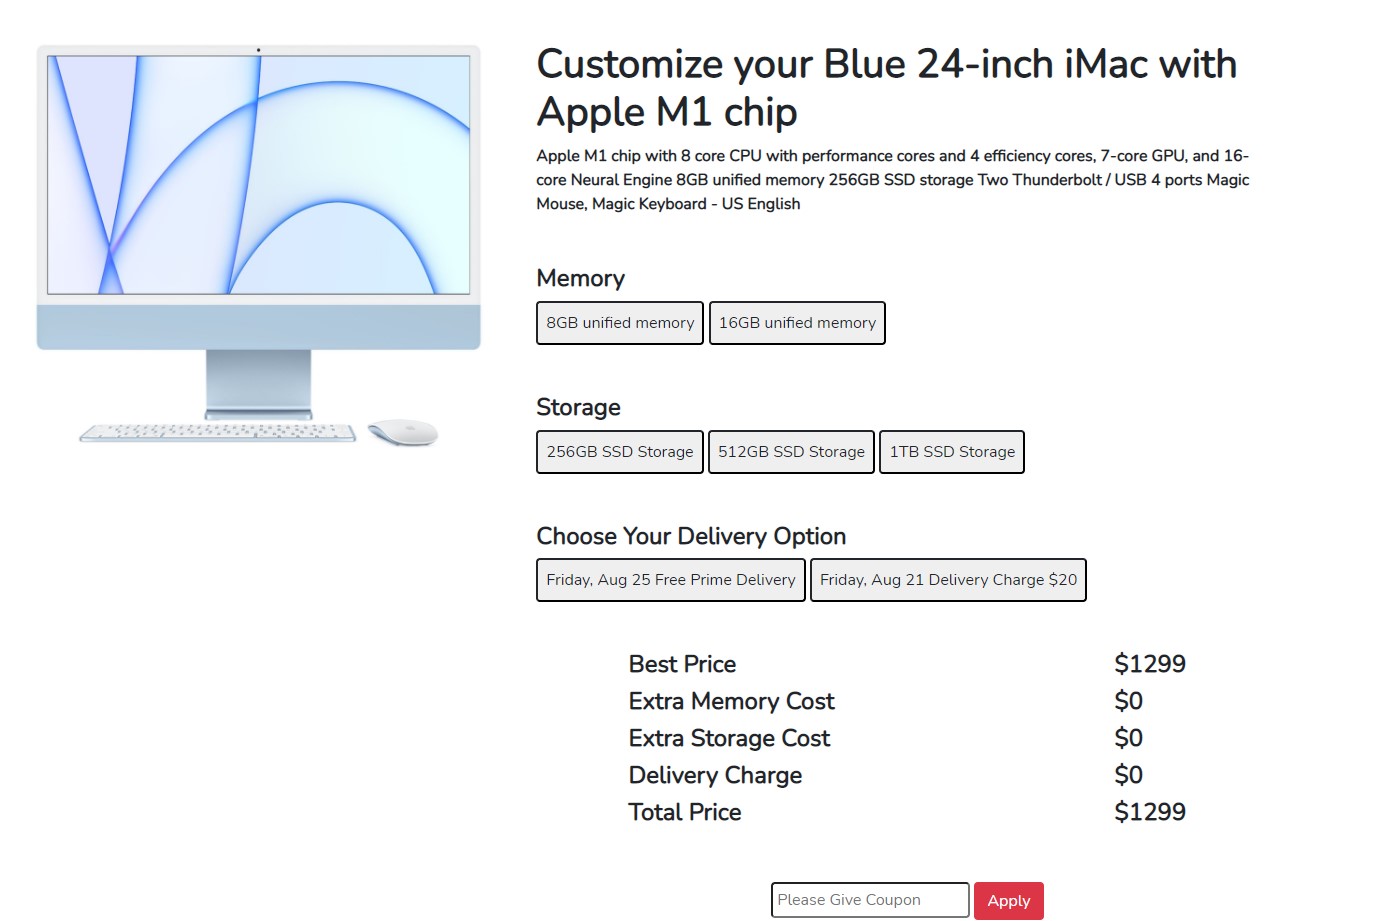 Customize your Blue 24-inch iMac with
Apple M1 chip
Apple M1 chip with 8 core CPU with performance cores and 4 efficiency cores, 7-core GPU, and 16-
core Neural Engine 8GB unified memory 256GB SSD storage Two Thunderbolt / USB 4 ports Magic
Mouse, Magic Keyboard - US English
Memory
8GB unified memory 16GB unified memory
Storage
256GB SSD Storage 512GB SSD Storage 1TB SSD Storage
Choose Your Delivery Option
Friday, Aug 25 Free Prime Delivery Friday, Aug 21 Delivery Charge $20
Best Price $1299
Extra Memory Cost $0
Extra Storage Cost $0
Delivery Charge $0
Total Price $1299
Please Give Coupon Apply